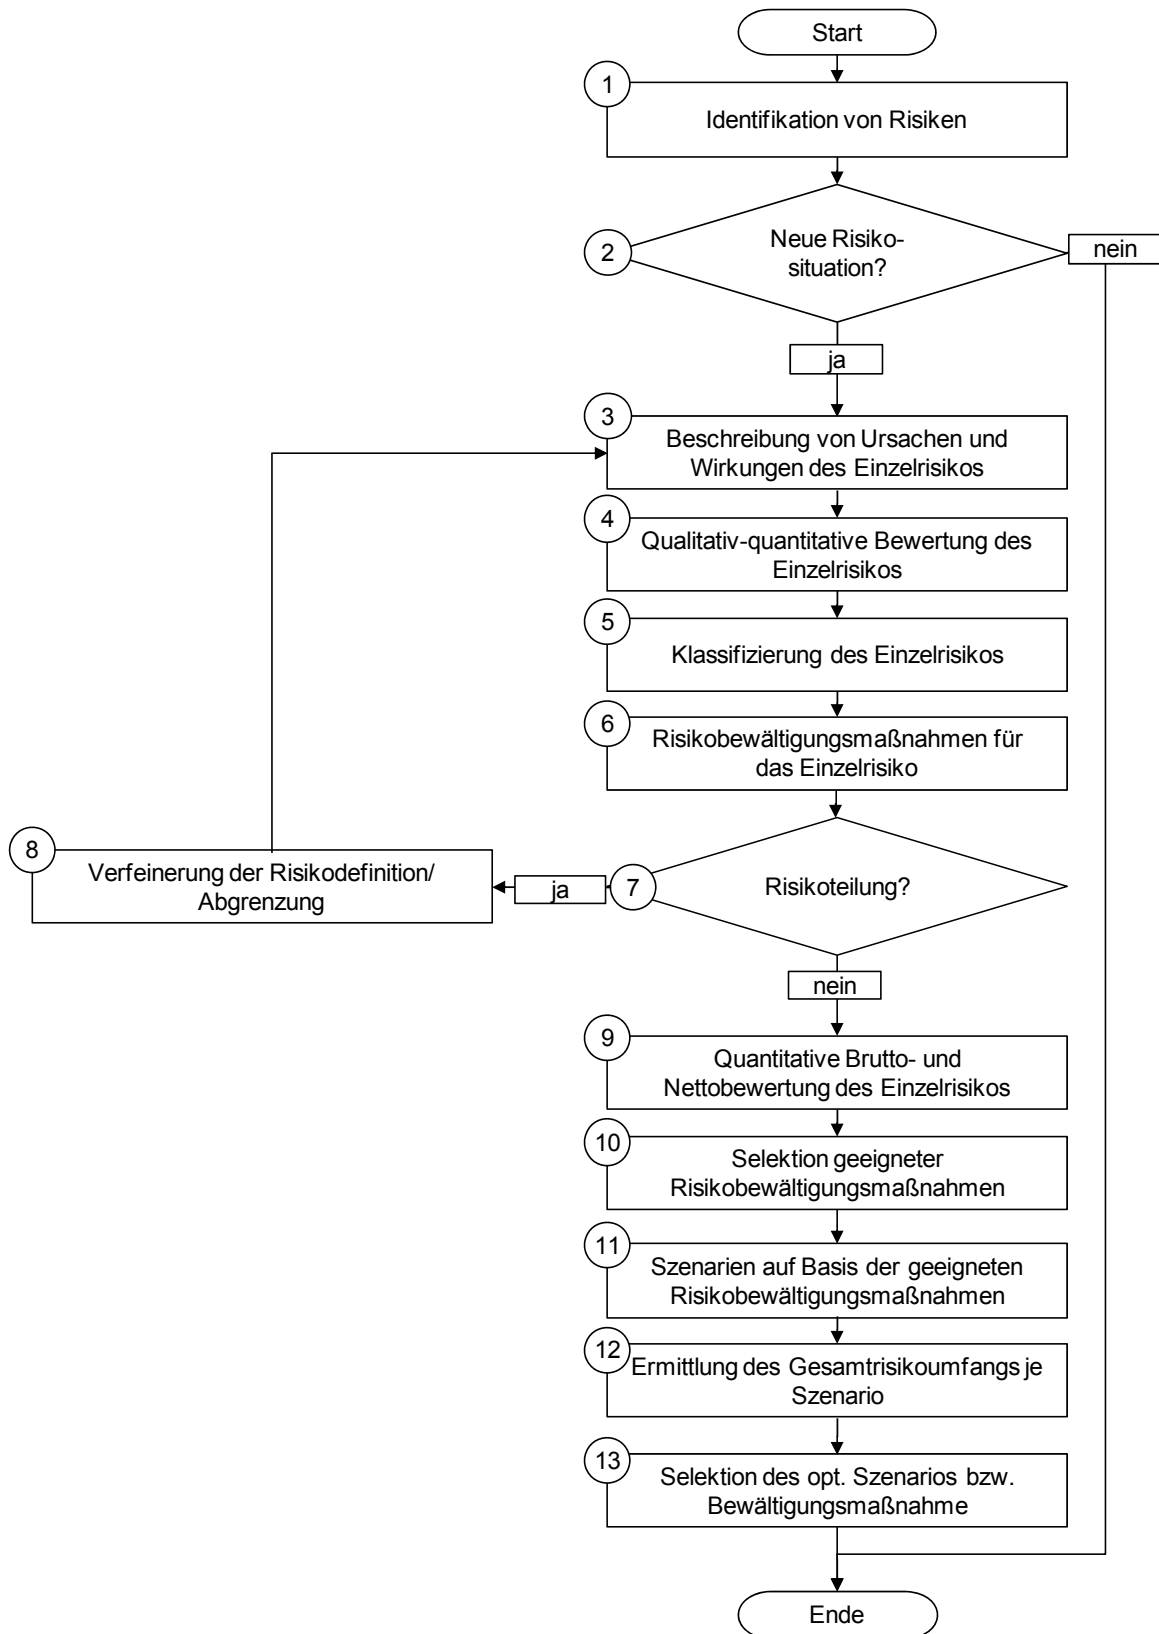 Start
1
Identifikation von Risiken
2
Neue Risiko-
situation?
nein
ja
3
Beschreibung von Ursachen und
Wirkungen des Einzelrisikos
4
Qualitativ-quantitative Bewertung des
Einzelrisikos
5
Klassifizierung des Einzelrisikos
6
Risikobewältigungsmaßnahmen für
das Einzelrisiko
8
Verfeinerung der Risikodefinition/
Abgrenzung
ja
7
Risikoteilung?
nein
9
Quantitative Brutto- und
Nettobewertung des Einzelrisikos
10
Selektion geeigneter
Risikobewältigungsmaßnahmen
11
Szenarien auf Basis der geeigneten
Risikobewältigungsmaßnahmen
12
Ermittlung des Gesamtrisikoumfangs je
Szenario
13
Selektion des opt. Szenarios bzw.
Bewältigungsmaßnahme
Ende